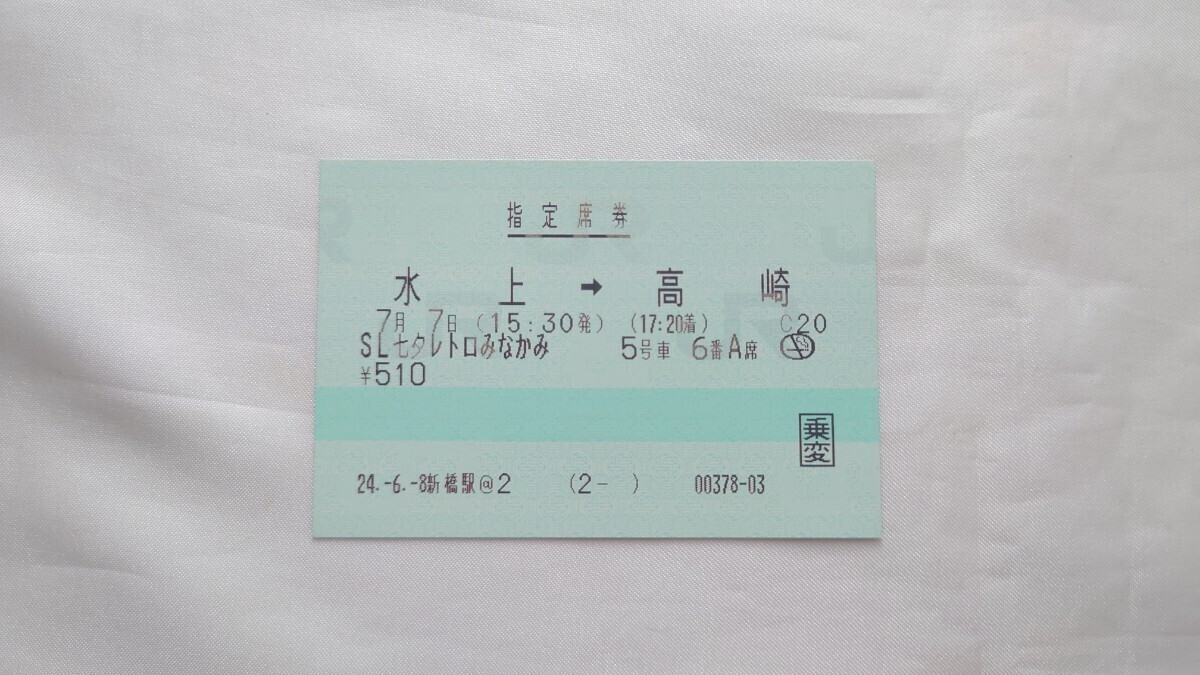 指定席券
水上➡高崎
7月 7日 (15:30発) (17:20着) C20
SL七夕レトロみなかみ 5号車 6番A席
¥510
乗変
24.-6.-8新橋駅@2 (2- ) 00378-03